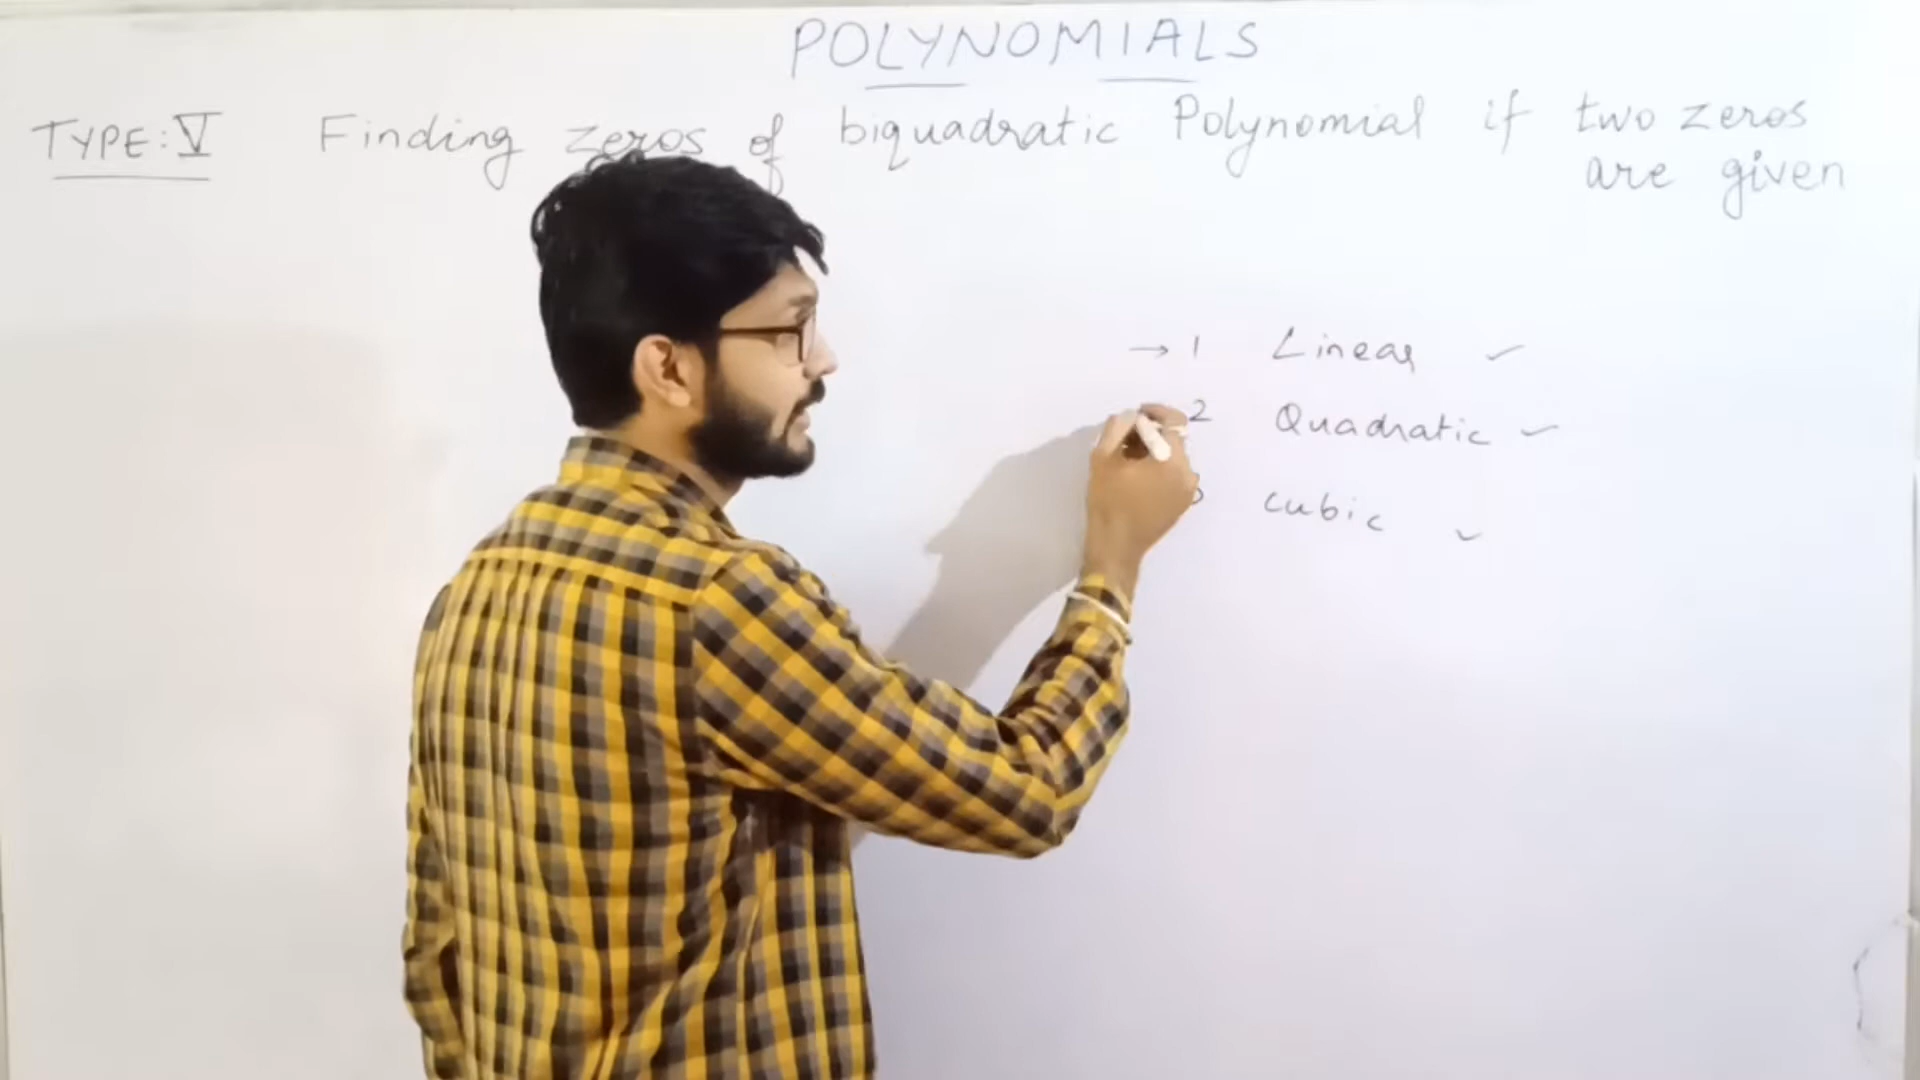 POLYNOMIALS
TYPE: V Finding zeros of biquadratic Polynomial if two zeros
are given
→ 1 Linear ✓
2 Quadratic ✓
3 cubic ✓